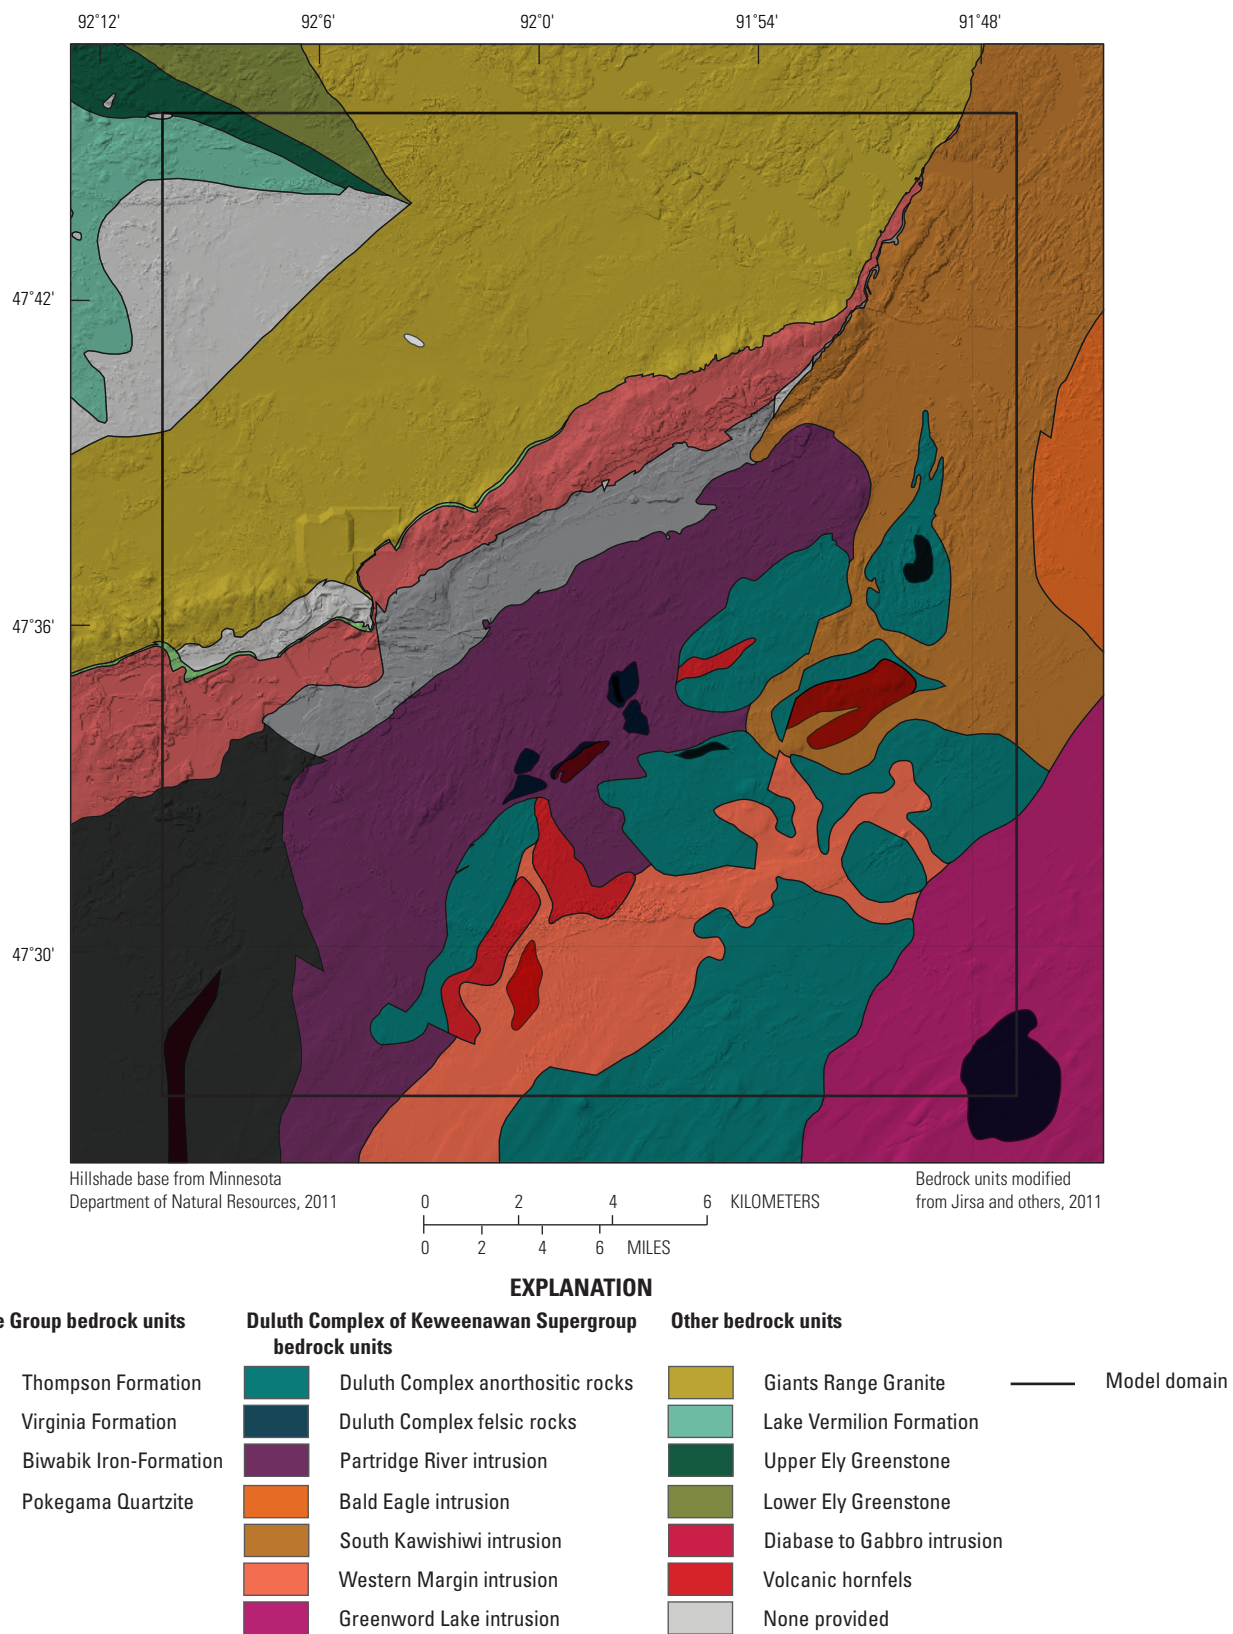 92°12' 92°6' 92°0' 91°54' 91°48'
47°42'
47°36'
47°30'
Hillshade base from Minnesota
Department of Natural Resources, 2011
Bedrock units modified
from Jirsa and others, 2011
0 2 4 6 KILOMETERS
0 2 4 6 MILES
EXPLANATION
e Group bedrock units
Thompson Formation
Virginia Formation
Biwabik Iron-Formation
Pokegama Quartzite
Duluth Complex of Keweenawan Supergroup
bedrock units
Duluth Complex anorthositic rocks
Duluth Complex felsic rocks
Partridge River intrusion
Bald Eagle intrusion
South Kawishiwi intrusion
Western Margin intrusion
Greenword Lake intrusion
Other bedrock units
Giants Range Granite
Lake Vermilion Formation
Upper Ely Greenstone
Lower Ely Greenstone
Diabase to Gabbro intrusion
Volcanic hornfels
None provided
Model domain